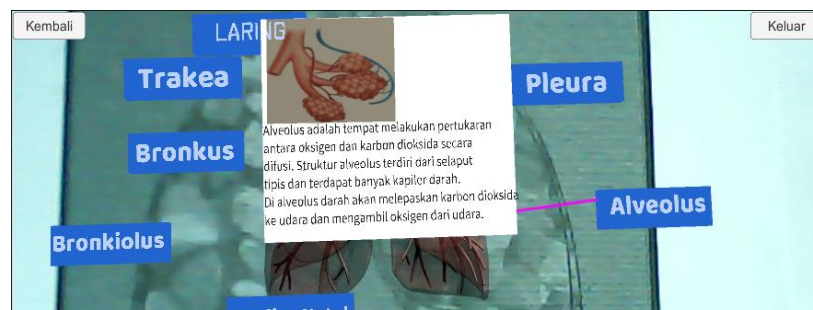 Kembali
Keluar
LARING
Trakea
Pleura
Bronkus
Alveolus adalah tempat melakukan pertukaran
antara oksigen dan karbon dioksida secara
difusi. Struktur alveolus terdiri dari selaput
tipis dan terdapat banyak kapiler darah.
Di alveolus darah akan melepaskan karbon dioksida
ke udara dan mengambil oksigen dari udara.
Alveolus
Bronkiolus